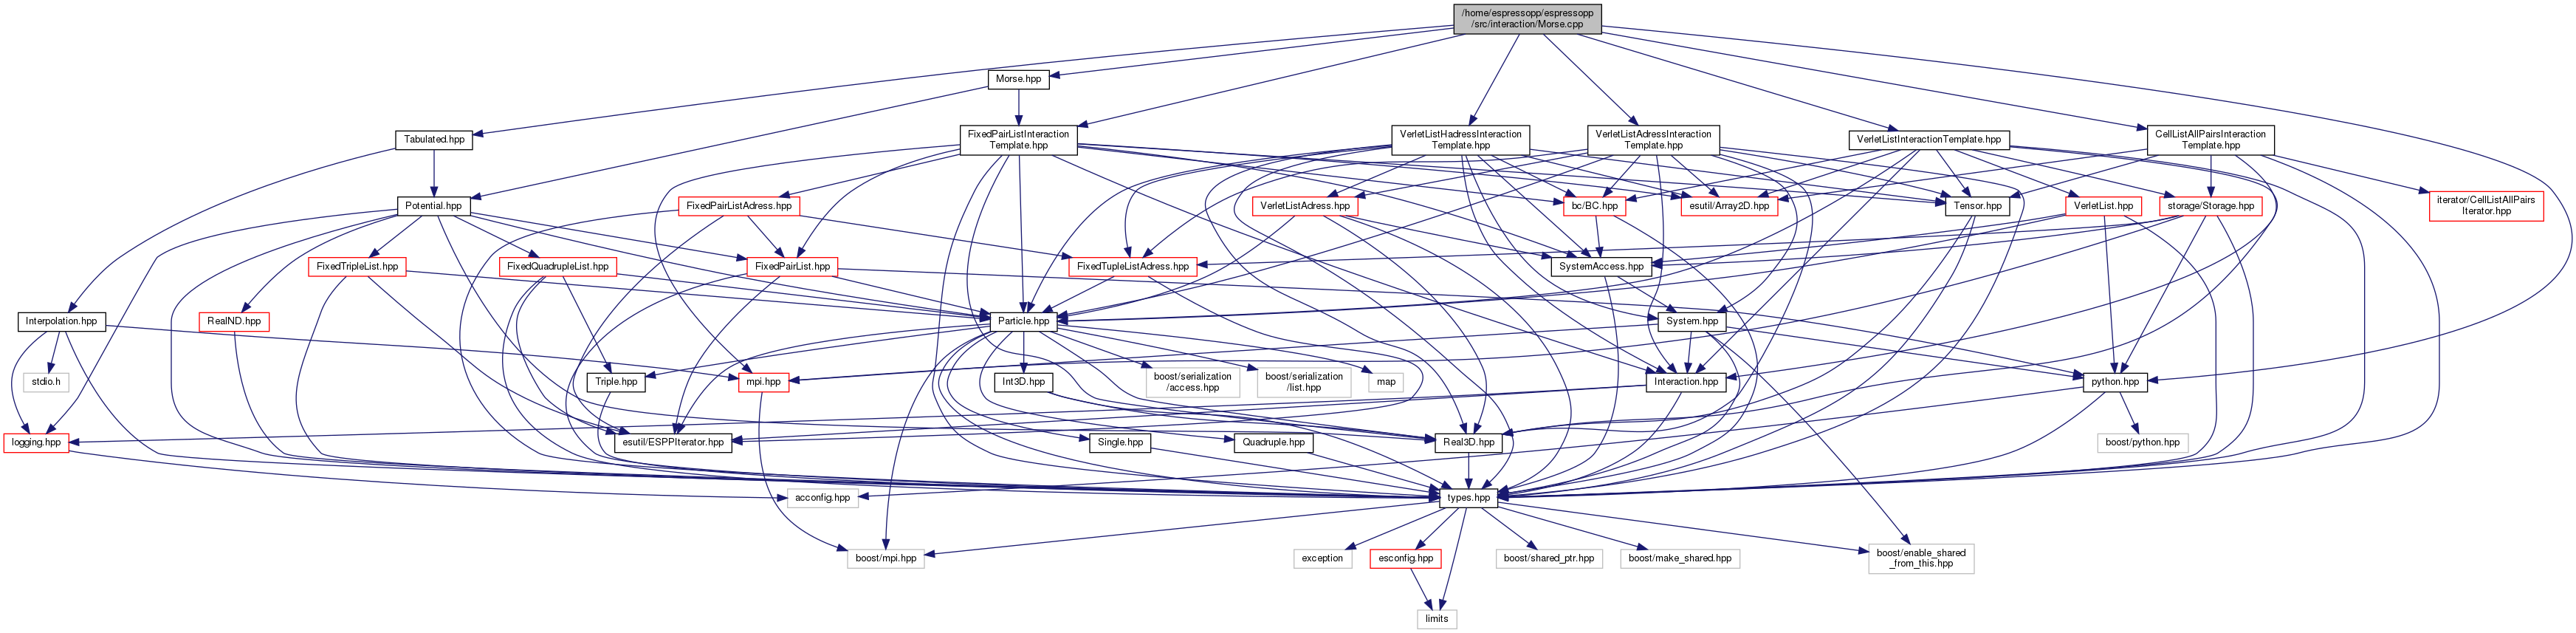 /home/espressopp/espressopp
/src/interaction/Morse.cpp
Morse.hpp
Tabulated.hpp
FixedPairListInteraction
Template.hpp
VerletListHadressInteraction
Template.hpp
VerletListAdressInteraction
Template.hpp
VerletListInteractionTemplate.hpp
CellListAllPairsInteraction
Template.hpp
Potential.hpp
FixedPairListAdress.hpp
VerletListAdress.hpp
bc/BC.hpp
esutil/Array2D.hpp
Tensor.hpp
VerletList.hpp
storage/Storage.hpp
iterator/CellListAllPairs
Iterator.hpp
FixedTripleList.hpp
FixedQuadrupleList.hpp
FixedPairList.hpp
FixedTupleListAdress.hpp
SystemAccess.hpp
Interpolation.hpp
RealND.hpp
Particle.hpp
System.hpp
stdio.h
Triple.hpp
mpi.hpp
Int3D.hpp
boost/serialization
/access.hpp
boost/serialization
/list.hpp
map
Interaction.hpp
python.hpp
logging.hpp
esutil/ESPPIterator.hpp
Single.hpp
Quadruple.hpp
Real3D.hpp
boost/python.hpp
acconfig.hpp
types.hpp
boost/mpi.hpp
exception
esconfig.hpp
boost/shared_ptr.hpp
boost/make_shared.hpp
boost/enable_shared
_from_this.hpp
limits